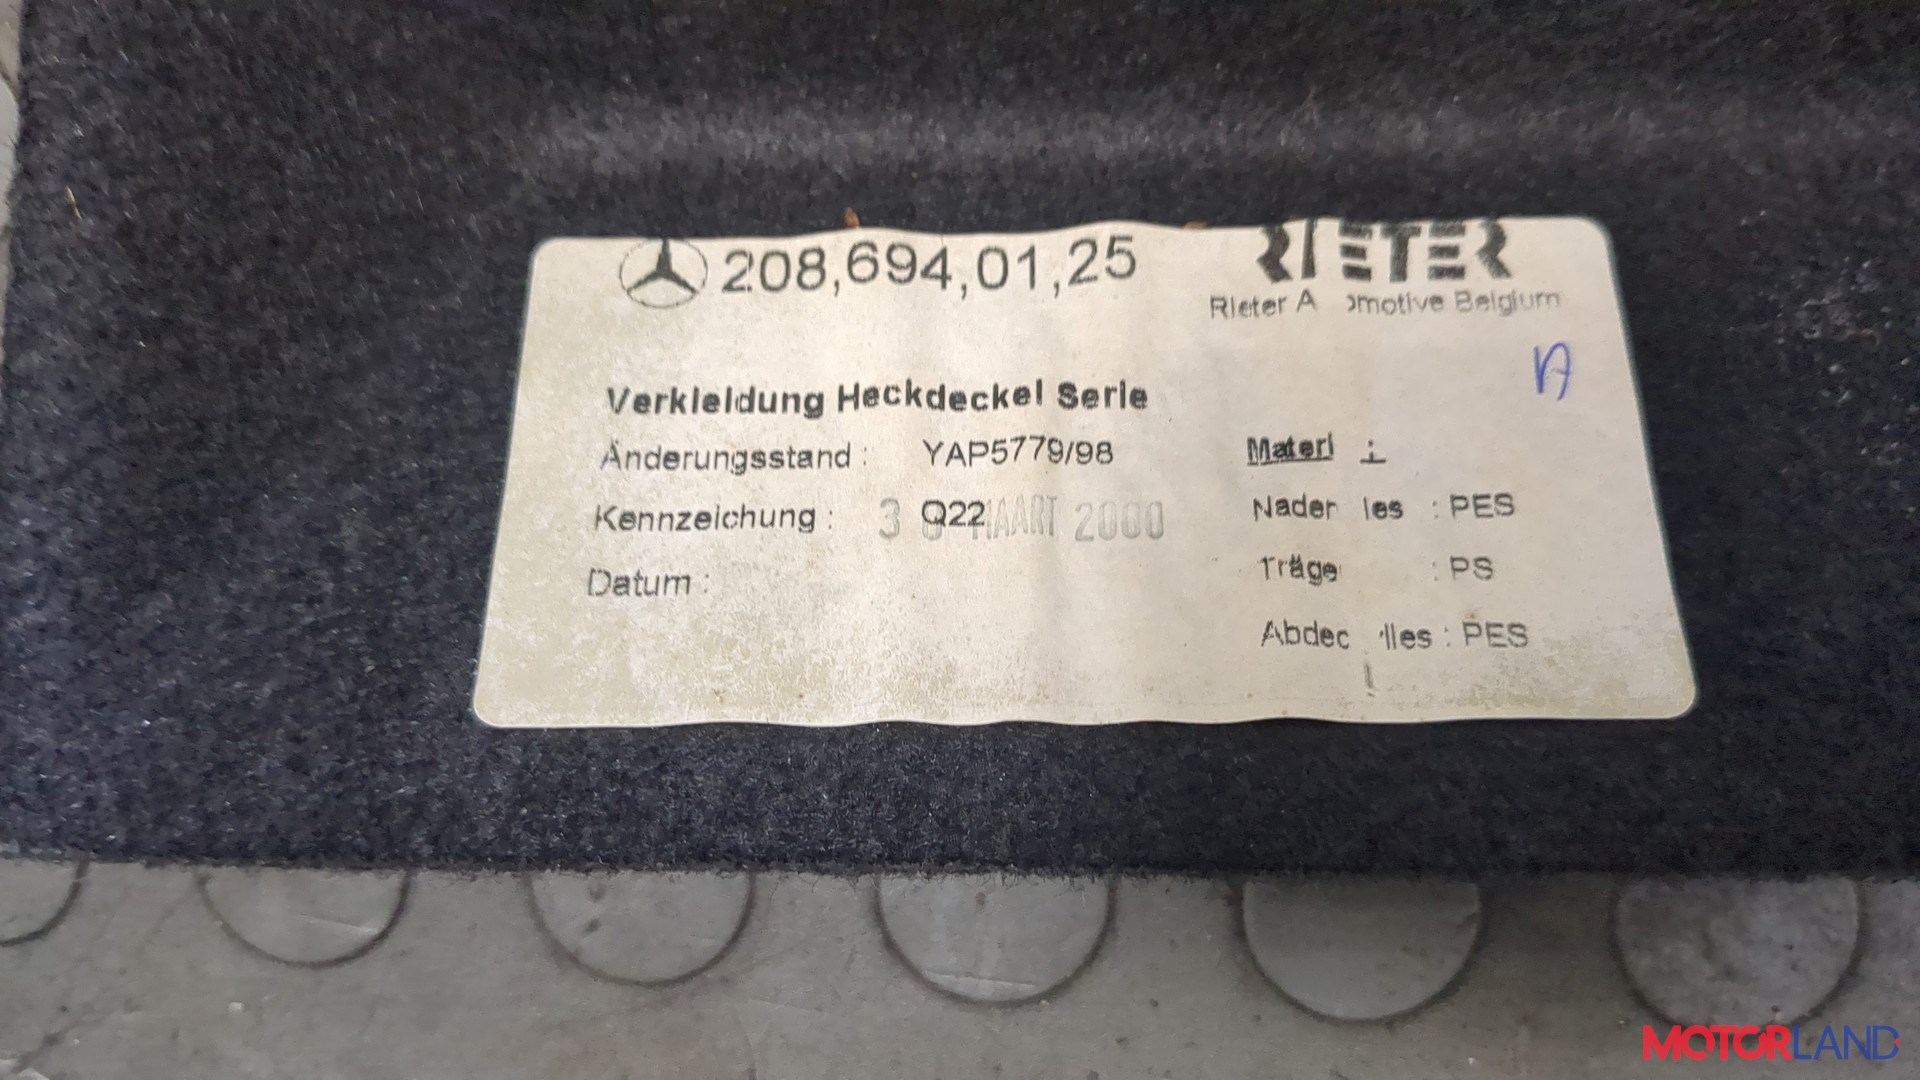 208,694,01,25
RIETER
Rieter A omotive Belgium
Verkleidung Heckdeckel Serie
Änderungsstand : YAP5779/98
Kennzeichung : Q22
MAART 2000
Datum :
Materi :
Nader les : PES
Träge : PS
Abdec lles : PES
MOTORLAND